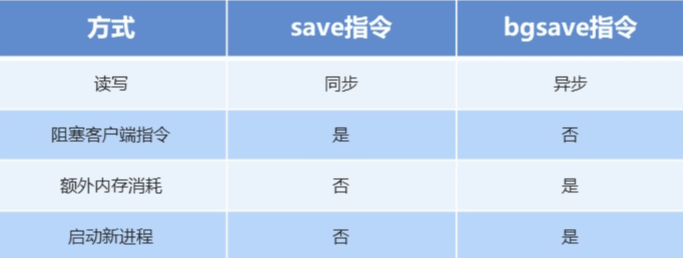 方式 save指令 bgsave指令
读写 同步 异步
阻塞客户端指令 是 否
额外内存消耗 否 是
启动新进程 否 是